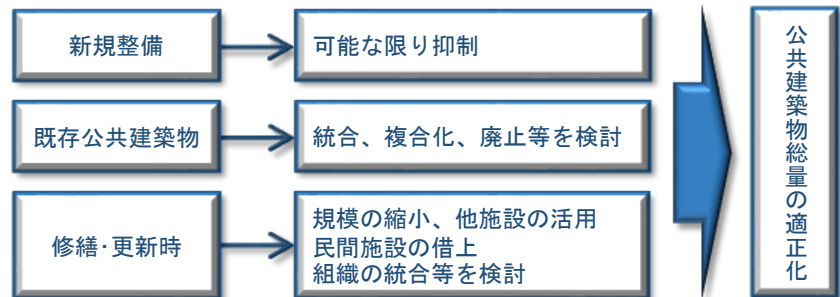 新規整備
可能な限り抑制
既存公共建築物
統合、複合化、廃止等を検討
修繕・更新時
規模の縮小、他施設の活用
民間施設の借上
組織の統合等を検討
公共建築物総量の適正化